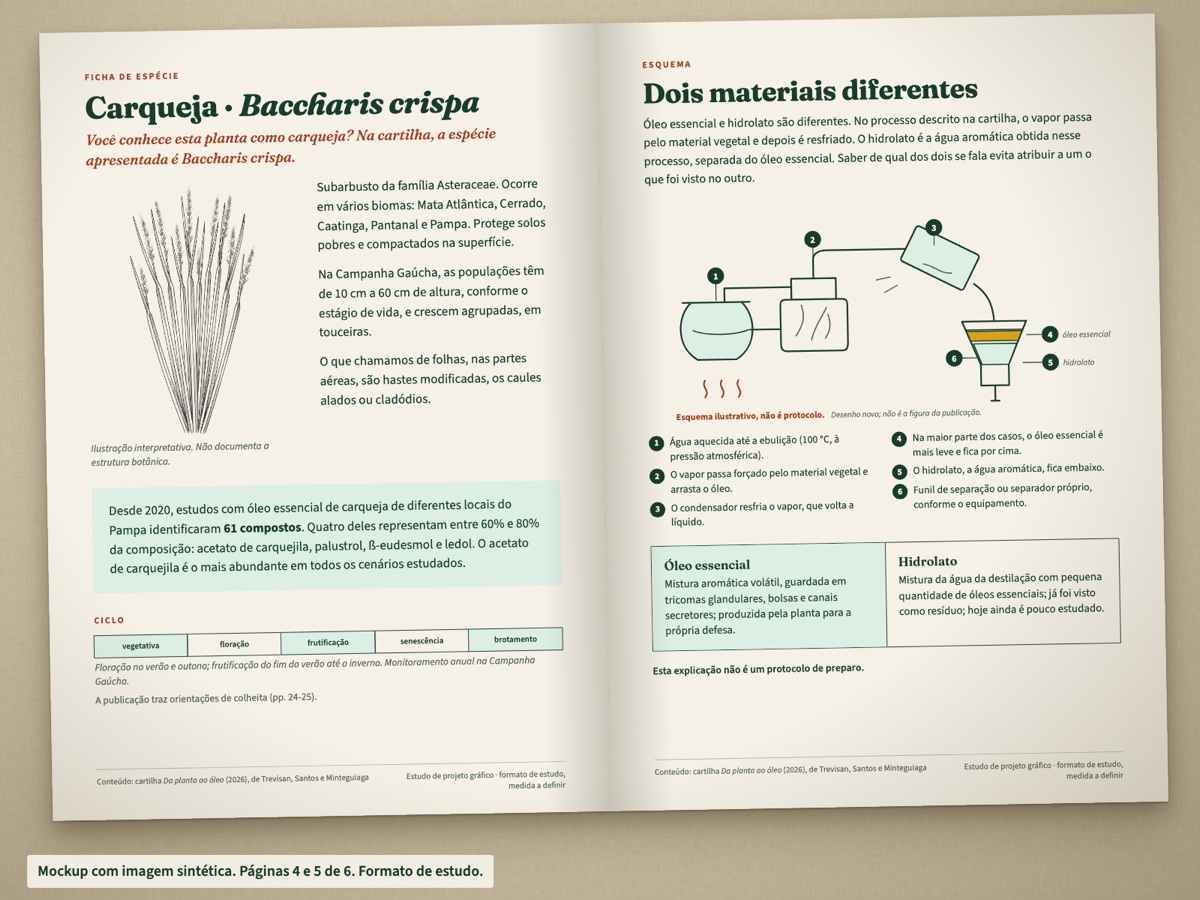 FICHA DE ESPÉCIE
Carqueja · Baccharis crispa
Você conhece esta planta como carqueja? Na cartilha, a espécie
apresentada é Baccharis crispa.
Subarbusto da família Asteraceae. Ocorre
em vários biomas: Mata Atlântica, Cerrado,
Caatinga, Pantanal e Pampa. Protege solos
pobres e compactados na superfície.
Na Campanha Gaúcha, as populações têm
de 10 cm a 60 cm de altura, conforme o
estágio de vida, e crescem agrupadas, em
touceiras.
O que chamamos de folhas, nas partes
aéreas, são hastes modificadas, os caules
alados ou cladódios.
Ilustração interpretativa. Não documenta a
estrutura botânica.
Desde 2020, estudos com óleo essencial de carqueja de diferentes locais do
Pampa identificaram 61 compostos. Quatro deles representam entre 60% e 80%
da composição: acetato de carquejila, palustrol, ß-eudesmol e ledol. O acetato
de carquejila é o mais abundante em todos os cenários estudados.
CICLO
vegetativa floração frutificação senescência brotamento
Floração no verão e outono; frutificação do fim do verão até o inverno. Monitoramento anual na Campanha
Gaúcha.
A publicação traz orientações de colheita (pp. 24-25).
Conteúdo: cartilha Da planta ao óleo (2026), de Trevisan, Santos e Minteguiaga
Estudo de projeto gráfico · formato de estudo,
medida a definir
ESQUEMA
Dois materiais diferentes
Óleo essencial e hidrolato são diferentes. No processo descrito na cartilha, o vapor passa
pelo material vegetal e depois é resfriado. O hidrolato é a água aromática obtida nesse
processo, separada do óleo essencial. Saber de qual dos dois se fala evita atribuir a um o
que foi visto no outro.
1
2
3
4 óleo essencial
5 hidrolato
6
Esquema ilustrativo, não é protocolo. Desenho novo; não é a figura da publicação.
1 Água aquecida até a ebulição (100 °C, à
pressão atmosférica).
2 O vapor passa forçado pelo material vegetal e
arrasta o óleo.
3 O condensador resfria o vapor, que volta a
líquido.
4 Na maior parte dos casos, o óleo essencial é
mais leve e fica por cima.
5 O hidrolato, a água aromática, fica embaixo.
6 Funil de separação ou separador próprio,
conforme o equipamento.
Óleo essencial
Mistura aromática volátil, guardada em
tricomas glandulares, bolsas e canais
secretores; produzida pela planta para a
própria defesa.
Hidrolato
Mistura da água da destilação com pequena
quantidade de óleos essenciais; já foi visto
como resíduo; hoje ainda é pouco estudado.
Esta explicação não é um protocolo de preparo.
Conteúdo: cartilha Da planta ao óleo (2026), de Trevisan, Santos e Minteguiaga
Estudo de projeto gráfico · formato de estudo,
medida a definir
Mockup com imagem sintética. Páginas 4 e 5 de 6. Formato de estudo.